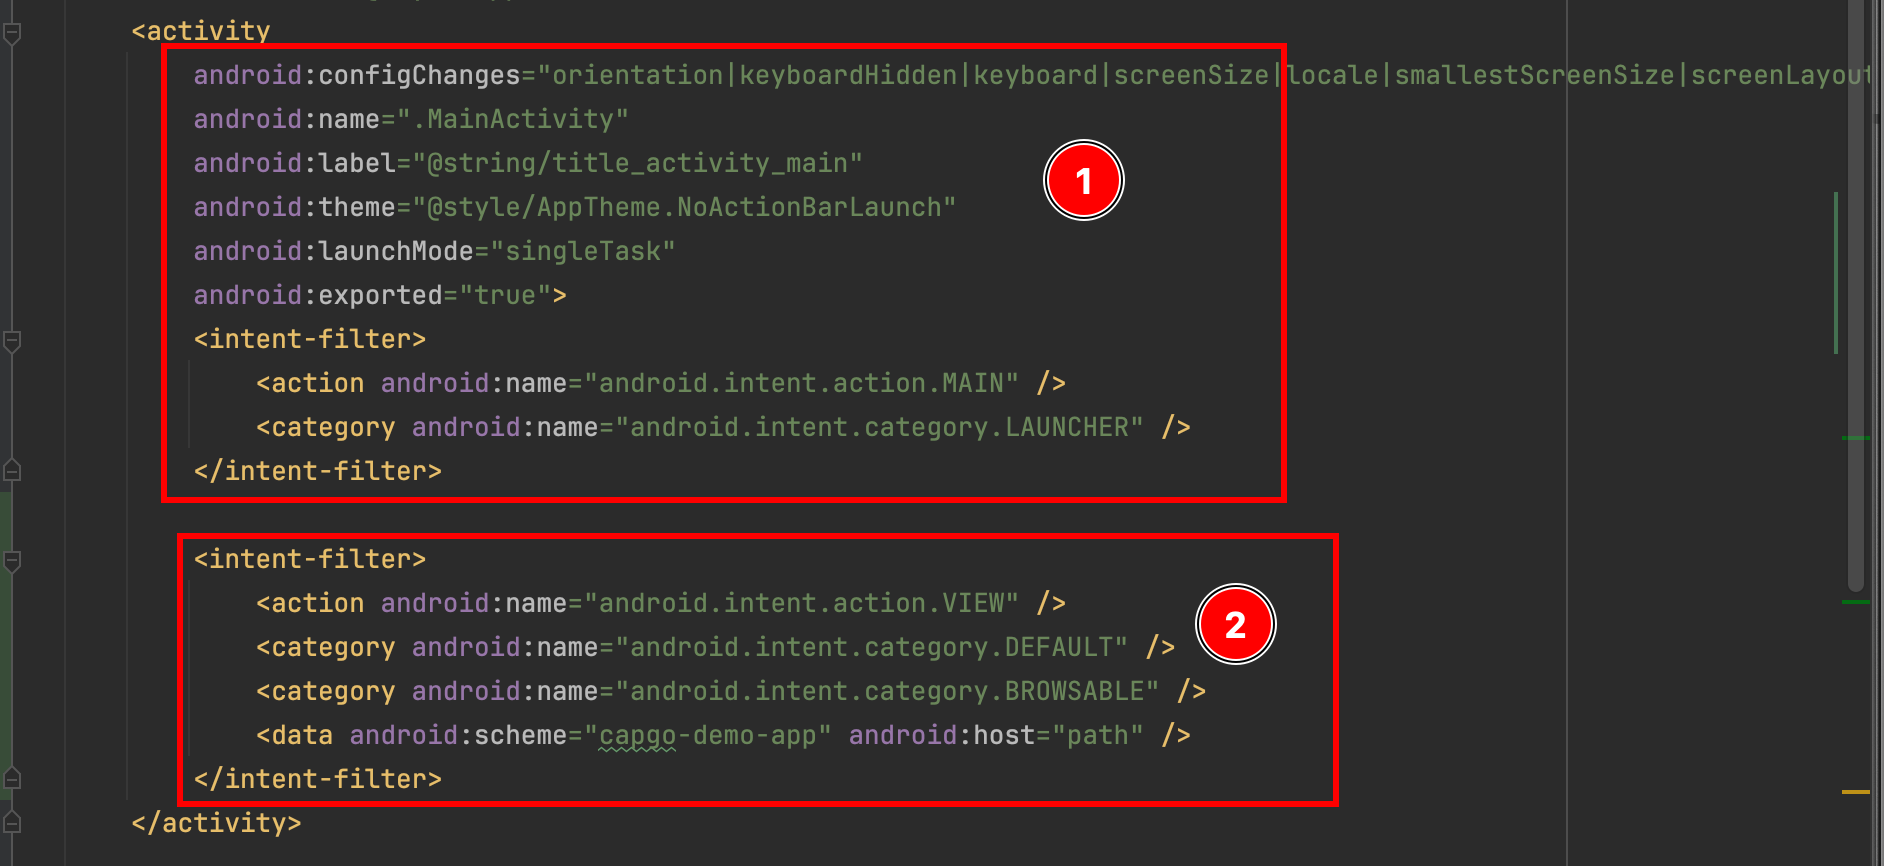 <activity
android:configChanges="orientation|keyboardHidden|keyboard|screenSize|locale|smallestScreenSize|screenLayout
android:name=".MainActivity"
android:label="@string/title_activity_main"
android:theme="@style/AppTheme.NoActionBarLaunch"
android:launchMode="singleTask"
android:exported="true">
1
<intent-filter>
<action android:name="android.intent.action.MAIN" />
<category android:name="android.intent.category.LAUNCHER" />
</intent-filter>
<intent-filter>
<action android:name="android.intent.action.VIEW" />
2
<category android:name="android.intent.category.DEFAULT" />
<category android:name="android.intent.category.BROWSABLE" />
<data android:scheme="capgo-demo-app" android:host="path" />
</intent-filter>
</activity>